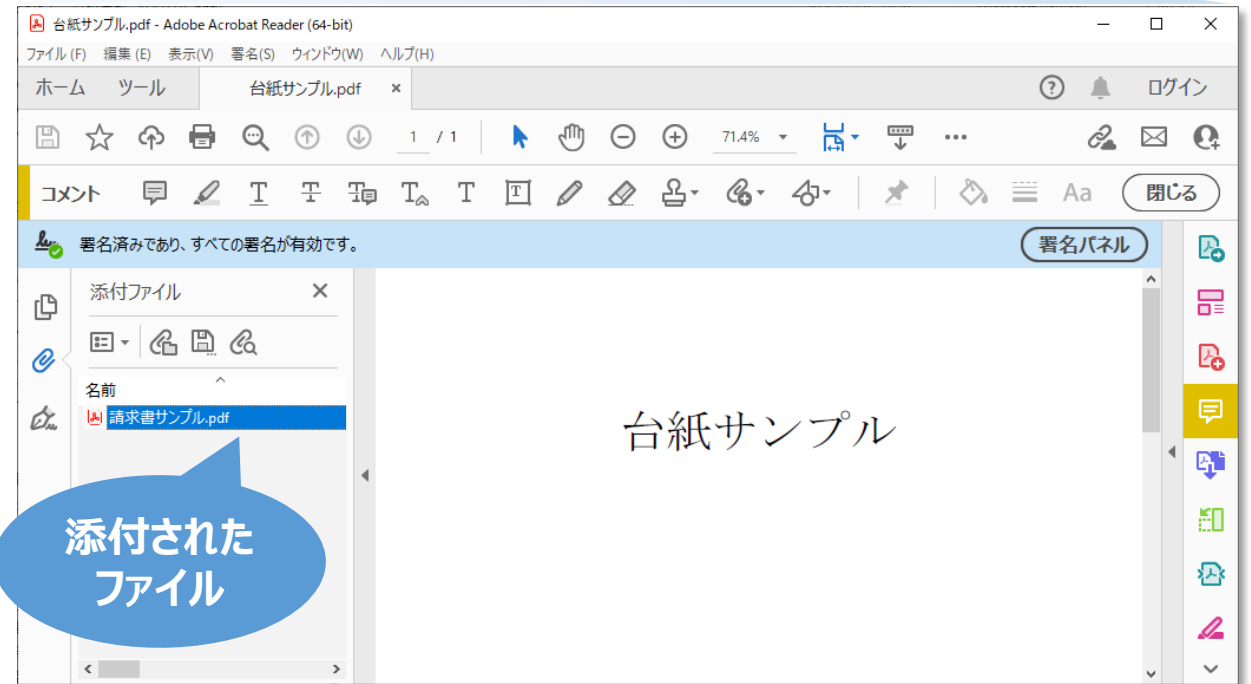 台紙サンプル.pdf - Adobe Acrobat Reader (64-bit)
ファイル(F) 編集(E) 表示(V) 署名(S) ウィンドウ(W) ヘルプ(H)
ホーム ツール 台紙サンプル.pdf × ログイン
1 / 1 71.4%
コメント T T T T T T Aa 閉じる
署名済みであり、すべての署名が有効です。 署名パネル
添付ファイル
名前
請求書サンプル.pdf
台紙サンプル
添付された
ファイル